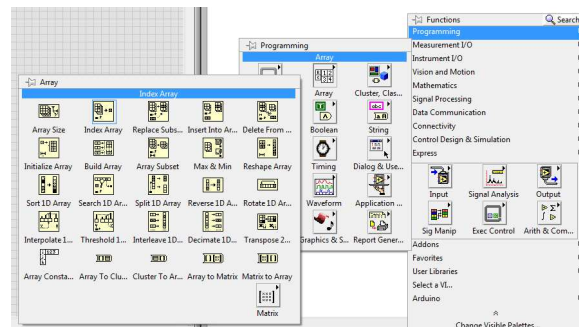 Functions
Search
Programming
Measurement I/O
Instrument I/O
Vision and Motion
Mathematics
Signal Processing
Data Communication
Connectivity
Control Design & Simulation
Express
Input
Signal Analysis
Output
Sig Manip
Exec Control
Arith & Com...
Addons
Favorites
User Libraries
Select a VI...
Arduino
Change Visible Palettes...
Programming
Array
Array
Cluster, Clas...
Boolean
String
Timing
Dialog & Use...
Waveform
Application ...
Graphics & S...
Report Gener...
Array
Index Array
Array Size
Index Array
Replace Subs...
Insert Into Ar...
Delete From ...
Initialize Array
Build Array
Array Subset
Max & Min
Reshape Array
Sort 1D Array
Search 1D Ar...
Split 1D Array
Reverse 1D A...
Rotate 1D Ar...
Interpolate 1...
Threshold 1...
Interleave 1D...
Decimate 1D...
Transpose 2...
Array Consta...
Array To Clu...
Cluster To Ar...
Array to Matrix
Matrix to Array
Matrix